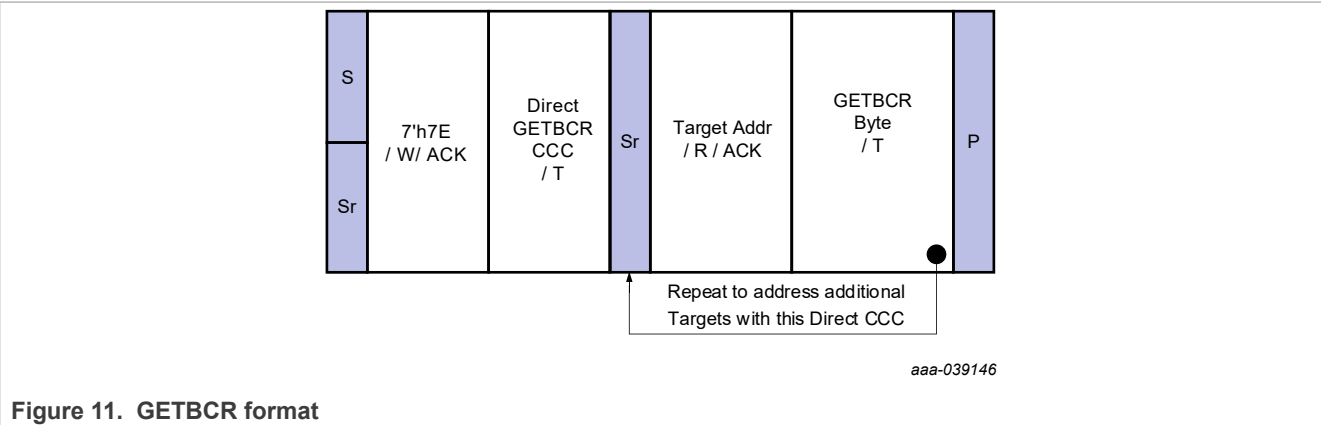 S
Sr
7'h7E
/ W/ ACK
Direct
GETBCR
CCC
/ T
Sr
Target Addr
/ R / ACK
GETBCR
Byte
/ T
P
Repeat to address additional
Targets with this Direct CCC
aaa-039146
Figure 11. GETBCR format